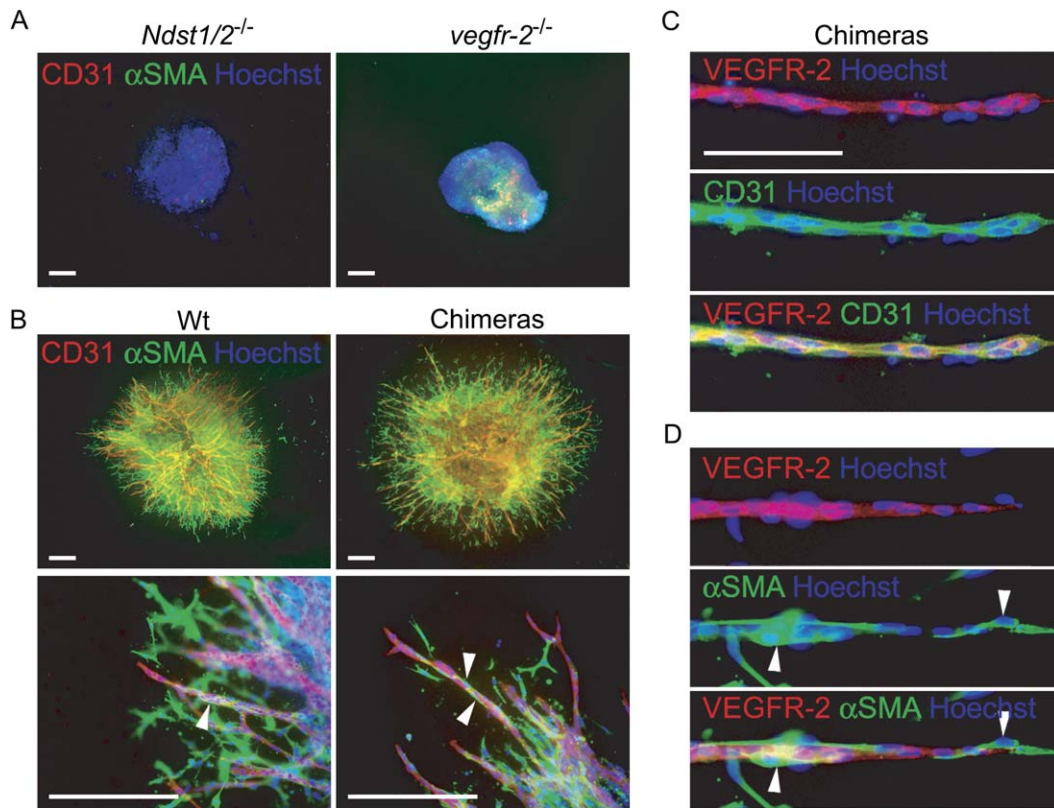 A
Ndst1/2-/-
vegfr-2-/-
CD31 αSMA Hoechst
B
Wt
Chimeras
CD31 αSMA Hoechst
C
Chimeras
VEGFR-2 Hoechst
CD31 Hoechst
VEGFR-2 CD31 Hoechst
D
VEGFR-2 Hoechst
αSMA Hoechst
VEGFR-2 αSMA Hoechst